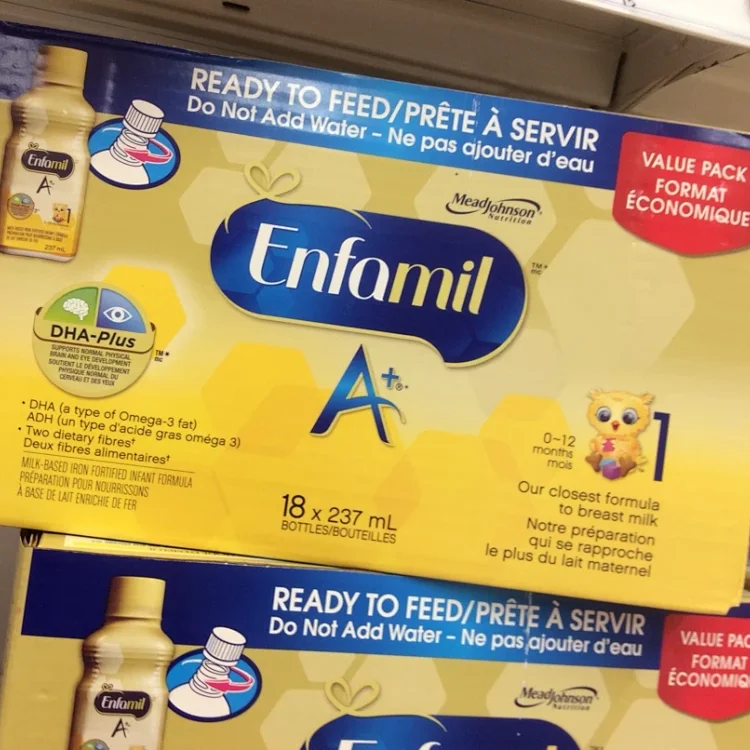 READY TO FEED/PRÊTE À SERVIR
Do Not Add Water – Ne pas ajouter d'eau
VALUE PACK
FORMAT
ÉCONOMIQUE
Enfamil
A+
237 mL
MeadJohnson
Nutrition
Enfamil
TM*
mc
A+®*
DHA-Plus
TM*
mc
SUPPORTS NORMAL PHYSICAL
BRAIN AND EYE DEVELOPMENT
SOUTIENT LE DÉVELOPPEMENT
PHYSIQUE NORMAL DU
CERVEAU ET DES YEUX
• DHA (a type of Omega-3 fat)
ADH (un type d'acide gras oméga 3)
• Two dietary fibres†
Deux fibres alimentaires†
MILK-BASED IRON FORTIFIED INFANT FORMULA
PRÉPARATION POUR NOURRISSONS
À BASE DE LAIT ENRICHIE DE FER
18 x 237 mL
BOTTLES/BOUTEILLES
0–12
months
mois
1
Our closest formula
to breast milk
Notre préparation
qui se rapproche
le plus du lait maternel
READY TO FEED/PRÊTE À SERVIR
Do Not Add Water – Ne pas ajouter d'eau
VALUE PAC
FORMAT
ÉCONOMIQ
Enfamil
A+
MeadJohnson
Nutrition